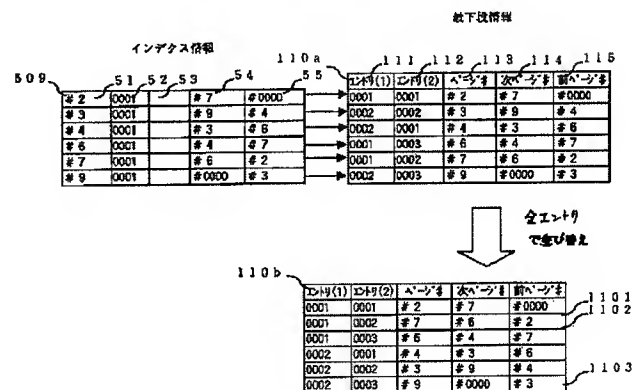 最下段情報
インデクス情報
110a 111 112 113 114 115
509 51 52 53 54 55
エントリ(1) エントリ(2) ページ# 次ページ# 前ページ#
# 2 0001 # 7 #0000
# 3 0001 # 9 # 4
# 4 0001 # 3 # 6
# 6 0001 # 4 # 7
# 7 0001 # 6 # 2
# 9 0001 #0000 # 3
0001 0001 # 2 # 7 #0000
0002 0002 # 3 # 9 # 4
0002 0001 # 4 # 3 # 6
0001 0003 # 6 # 4 # 7
0001 0002 # 7 # 6 # 2
0002 0003 # 9 #0000 # 3
全エントリ
で並び替え
110b
エントリ(1) エントリ(2) ページ# 次ページ# 前ページ#
0001 0001 # 2 # 7 #0000
1101
0001 0002 # 7 # 6 # 2
1102
0001 0003 # 6 # 4 # 7
0002 0001 # 4 # 3 # 6
0002 0002 # 3 # 9 # 4
1103
0002 0003 # 9 #0000 # 3